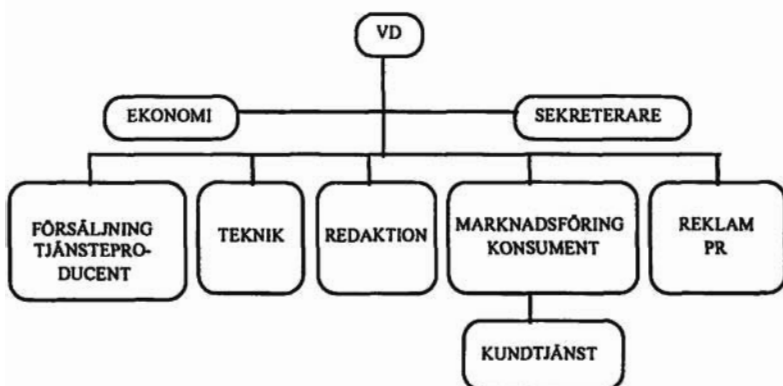 VD
EKONOMI
SEKRETERARE
FÖRSÄLJNING
TJÄNSTEPRO-
DUCENT
TEKNIK
REDAKTION
MARKNADSFÖRING
KONSUMENT
REKLAM
PR
KUNDTJÄNST